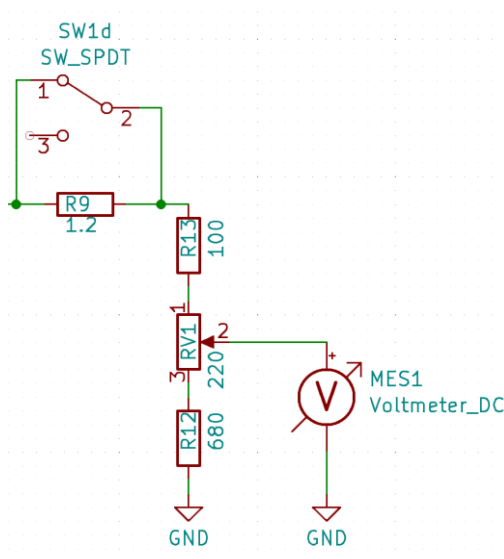 SW1d
SW_SPDT
1
2
3
R9
1.2
R13
100
1
RV1
220
2
3
V
+
MES1
Voltmeter_DC
R12
680
GND
GND